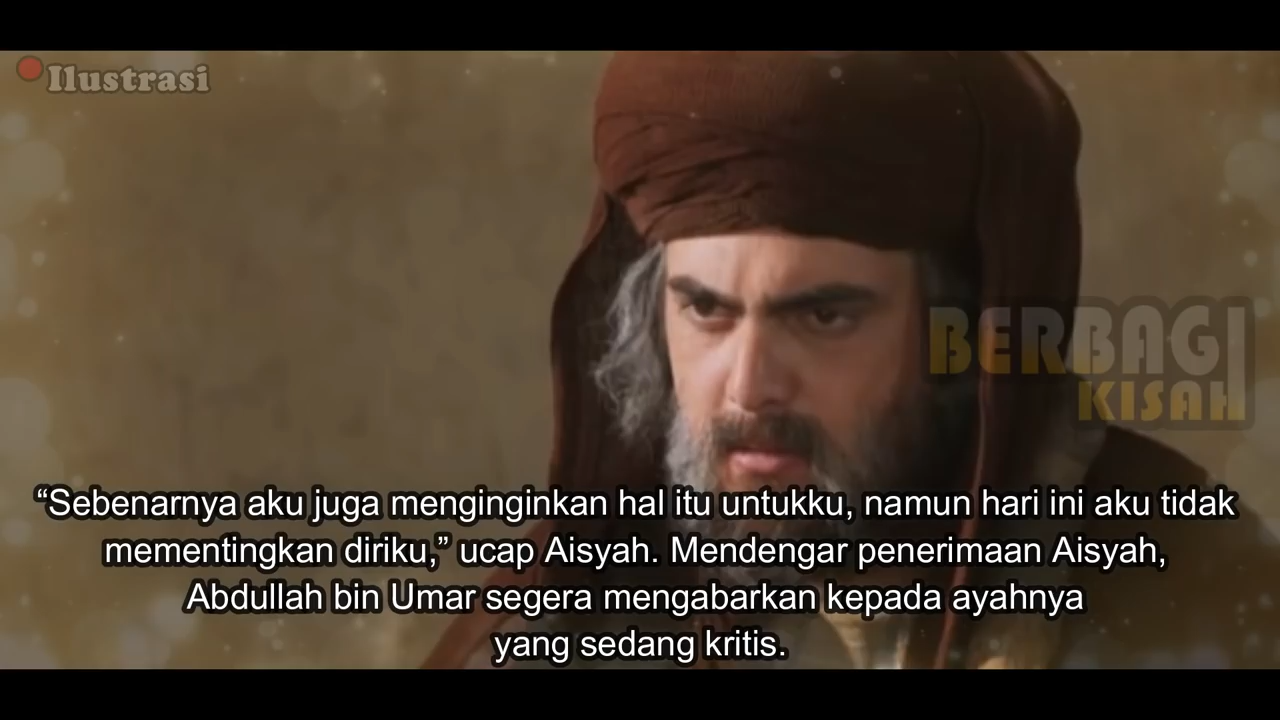 Ilustrasi
BERBAGI
KISAH
“Sebenarnya aku juga menginginkan hal itu untukku, namun hari ini aku tidak
mementingkan diriku,” ucap Aisyah. Mendengar penerimaan Aisyah,
Abdullah bin Umar segera mengabarkan kepada ayahnya
yang sedang kritis.